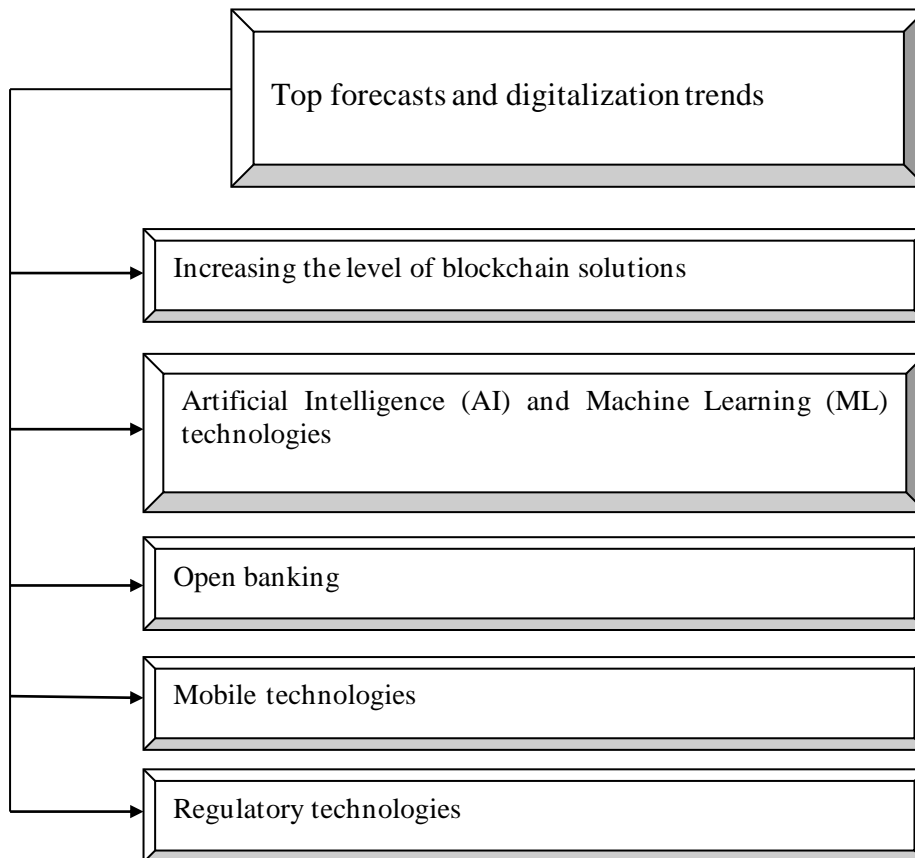 Top forecasts and digitalization trends
Increasing the level of blockchain solutions
Artificial Intelligence (AI) and Machine Learning (ML)
technologies
Open banking
Mobile technologies
Regulatory technologies